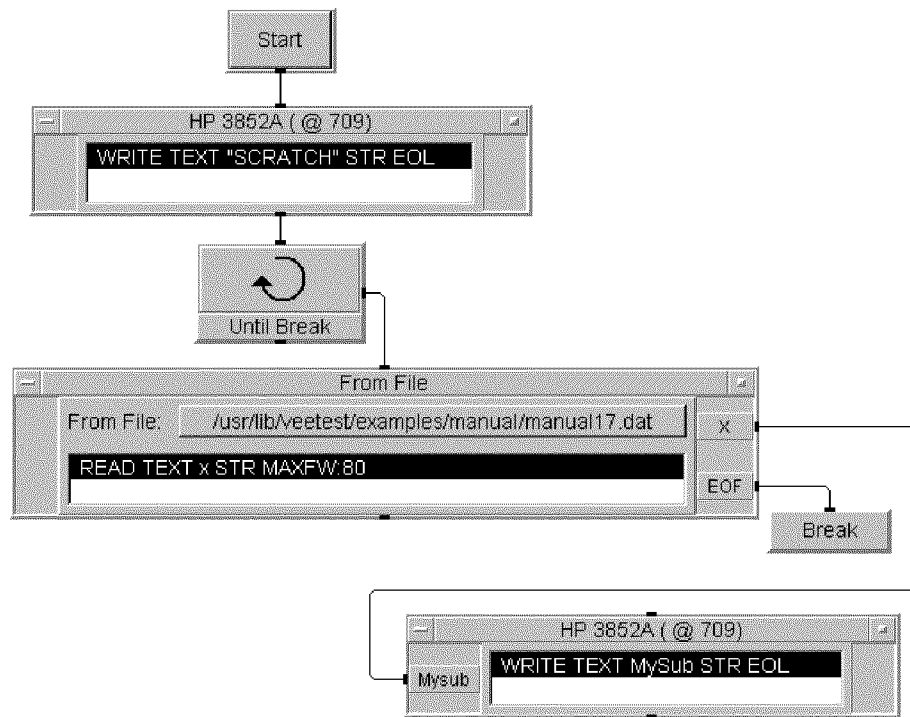 Start
HP 3852A ( @ 709)
WRITE TEXT "SCRATCH" STR EOL
Until Break
From File
From File: /usr/lib/veetest/examples/manual/manual17.dat
X
READ TEXT x STR MAXFW:80
EOF
Break
HP 3852A ( @ 709)
WRITE TEXT MySub STR EOL
Mysub